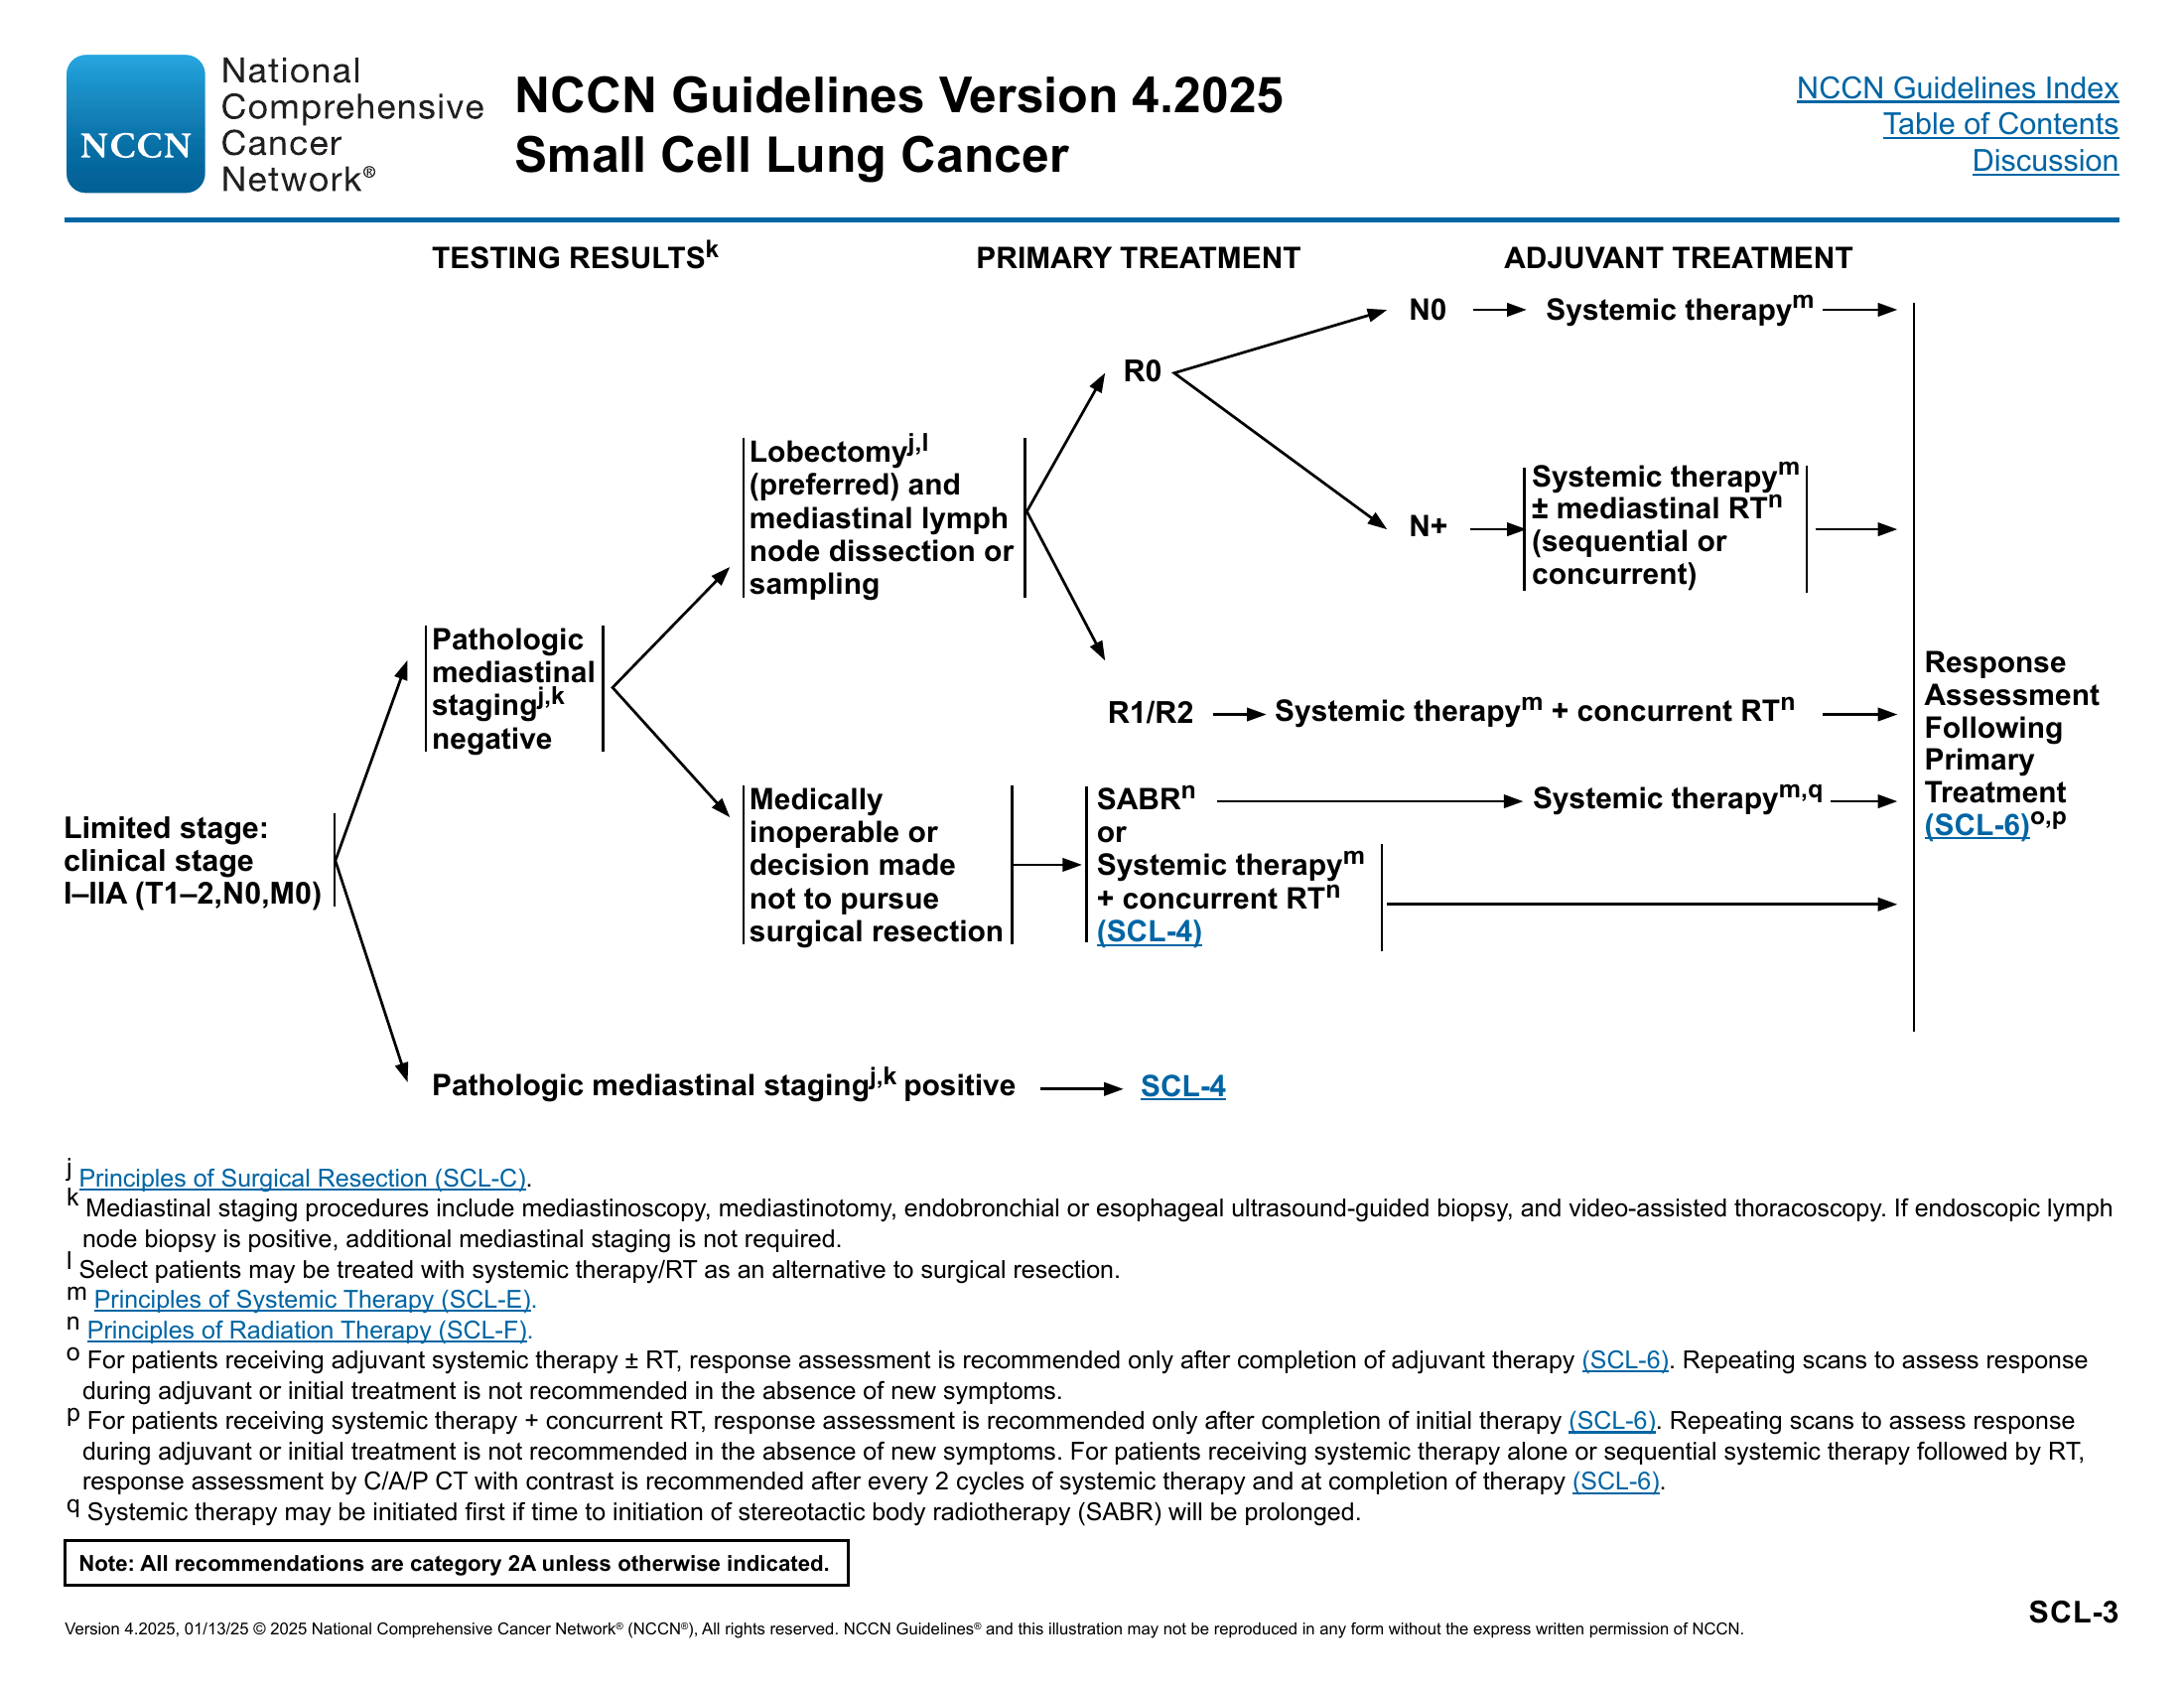 National
Comprehensive
Cancer
Network®
NCCN
NCCN Guidelines Version 4.2025
Small Cell Lung Cancer
NCCN Guidelines Index
Table of Contents
Discussion
TESTING RESULTSk
PRIMARY TREATMENT
ADJUVANT TREATMENT
Limited stage:
clinical stage
I–IIA (T1–2,N0,M0)
Pathologic
mediastinal
stagingj,k
negative
Lobectomyj,l
(preferred) and
mediastinal lymph
node dissection or
sampling
R0
N0
Systemic therapym
N+
Systemic therapym
± mediastinal RTn
(sequential or
concurrent)
R1/R2
Systemic therapym + concurrent RTn
Medically
inoperable or
decision made
not to pursue
surgical resection
SABRn
or
Systemic therapym
+ concurrent RTn
(SCL-4)
Systemic therapym,q
Response
Assessment
Following
Primary
Treatment
(SCL-6)o,p
Pathologic mediastinal stagingj,k positive
SCL-4
j Principles of Surgical Resection (SCL-C).
k Mediastinal staging procedures include mediastinoscopy, mediastinotomy, endobronchial or esophageal ultrasound-guided biopsy, and video-assisted thoracoscopy. If endoscopic lymph
node biopsy is positive, additional mediastinal staging is not required.
l Select patients may be treated with systemic therapy/RT as an alternative to surgical resection.
m Principles of Systemic Therapy (SCL-E).
n Principles of Radiation Therapy (SCL-F).
o For patients receiving adjuvant systemic therapy ± RT, response assessment is recommended only after completion of adjuvant therapy (SCL-6). Repeating scans to assess response
during adjuvant or initial treatment is not recommended in the absence of new symptoms.
p For patients receiving systemic therapy + concurrent RT, response assessment is recommended only after completion of initial therapy (SCL-6). Repeating scans to assess response
during adjuvant or initial treatment is not recommended in the absence of new symptoms. For patients receiving systemic therapy alone or sequential systemic therapy followed by RT,
response assessment by C/A/P CT with contrast is recommended after every 2 cycles of systemic therapy and at completion of therapy (SCL-6).
q Systemic therapy may be initiated first if time to initiation of stereotactic body radiotherapy (SABR) will be prolonged.
Note: All recommendations are category 2A unless otherwise indicated.
SCL-3
Version 4.2025, 01/13/25 © 2025 National Comprehensive Cancer Network® (NCCN®), All rights reserved. NCCN Guidelines® and this illustration may not be reproduced in any form without the express written permission of NCCN.